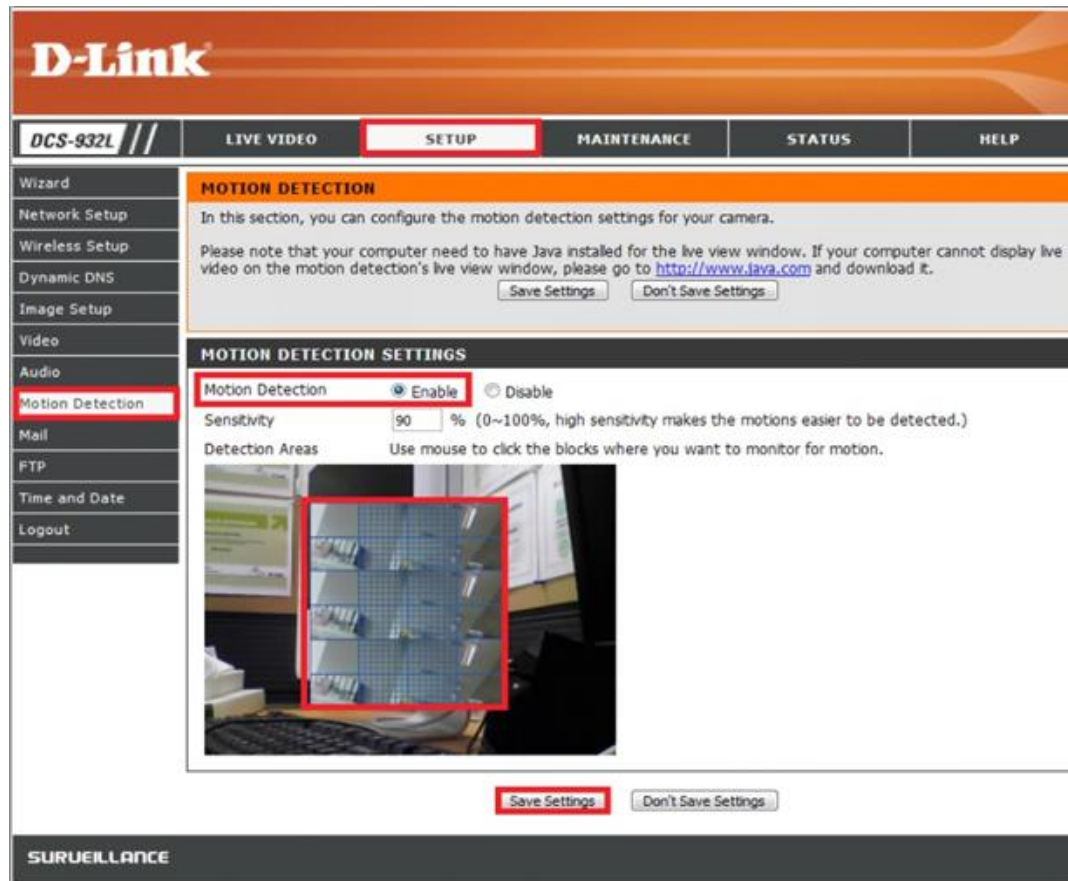 D-Link
DCS-932L
LIVE VIDEO
SETUP
MAINTENANCE
STATUS
HELP
Wizard
Network Setup
Wireless Setup
Dynamic DNS
Image Setup
Video
Audio
Motion Detection
Mail
FTP
Time and Date
Logout
MOTION DETECTION
In this section, you can configure the motion detection settings for your camera.
Please note that your computer need to have Java installed for the live view window. If your computer cannot display live
video on the motion detection's live view window, please go to http://www.java.com and download it.
Save Settings Don't Save Settings
MOTION DETECTION SETTINGS
Motion Detection Enable Disable
Sensitivity 90 % (0~100%, high sensitivity makes the motions easier to be detected.)
Detection Areas Use mouse to click the blocks where you want to monitor for motion.
Save Settings Don't Save Settings
SURVEILLANCE